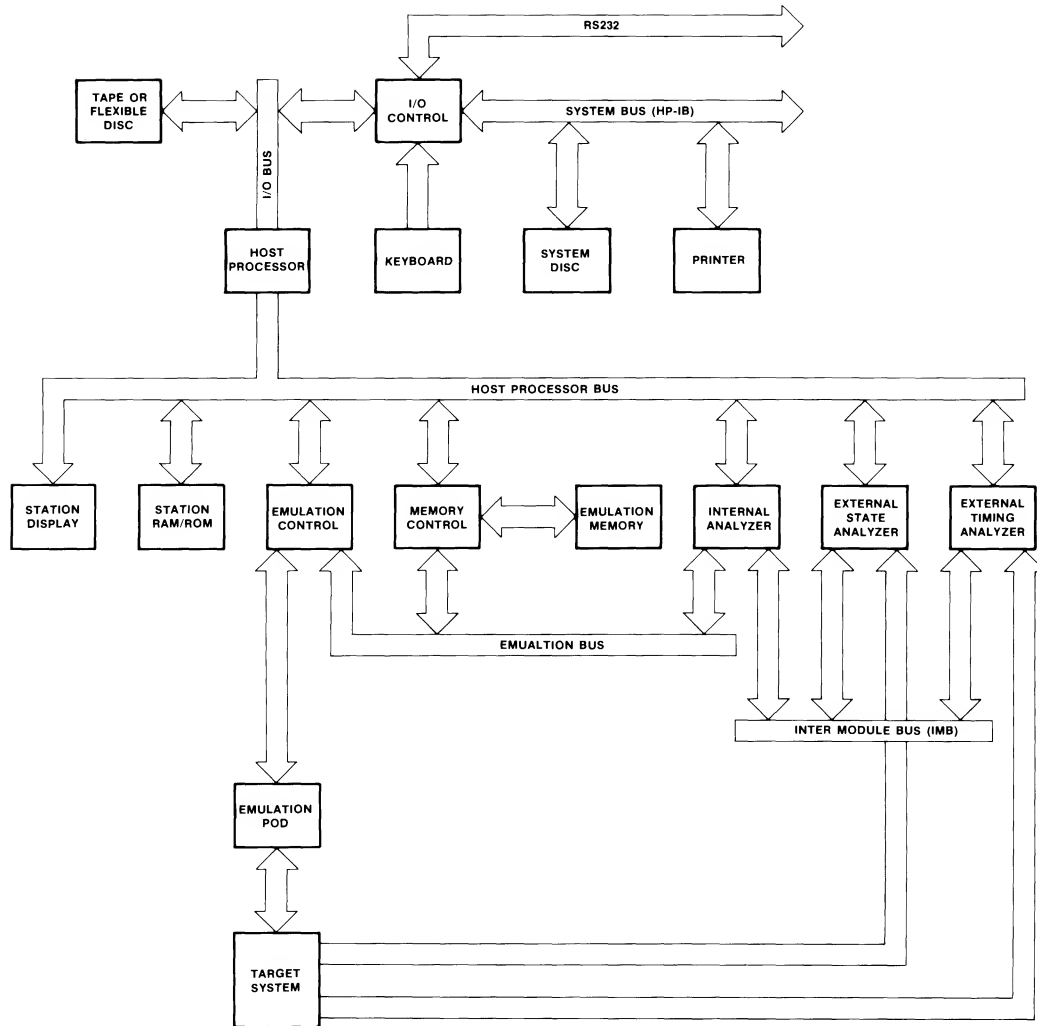 RS232
TAPE OR
FLEXIBLE
DISC
I/O
CONTROL
SYSTEM BUS (HP-IB)
I/O BUS
HOST
PROCESSOR
KEYBOARD
SYSTEM
DISC
PRINTER
HOST PROCESSOR BUS
STATION
DISPLAY
STATION
RAM/ROM
EMULATION
CONTROL
MEMORY
CONTROL
EMULATION
MEMORY
INTERNAL
ANALYZER
EXTERNAL
STATE
ANALYZER
EXTERNAL
TIMING
ANALYZER
EMUALTION BUS
INTER MODULE BUS (IMB)
EMULATION
POD
TARGET
SYSTEM